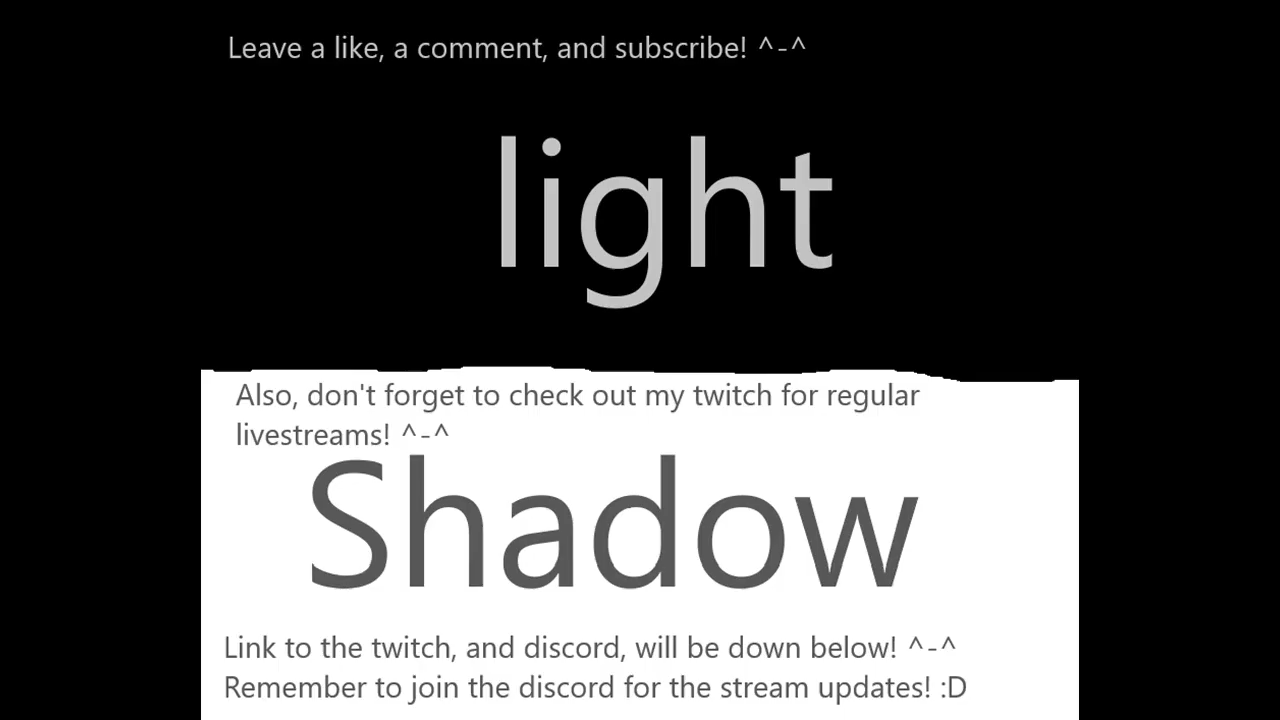 Leave a like, a comment, and subscribe! ^-^
light
Also, don't forget to check out my twitch for regular
livestreams! ^-^
Shadow
Link to the twitch, and discord, will be down below! ^-^
Remember to join the discord for the stream updates! :D